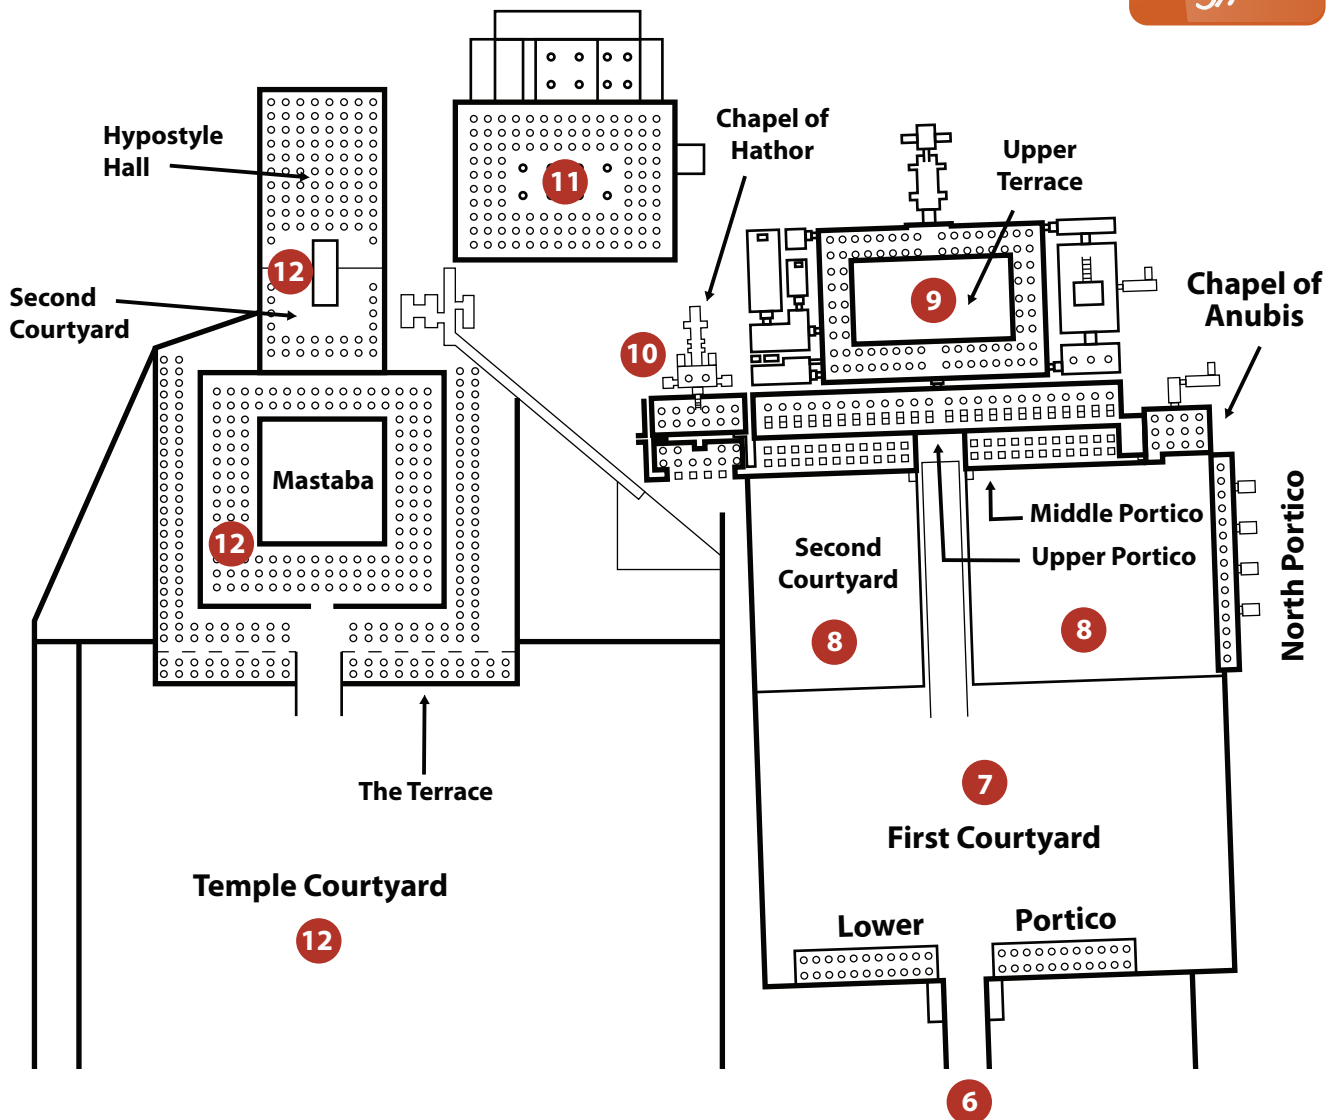 Chapel of
Hathor
Hypostyle
Hall
Upper
Terrace
11
12
Second
Courtyard
9
Chapel of
Anubis
10
Mastaba
Middle Portico
Upper Portico
North Portico
12
Second
Courtyard
8
8
The Terrace
7
First Courtyard
Temple Courtyard
12
Lower
Portico
6